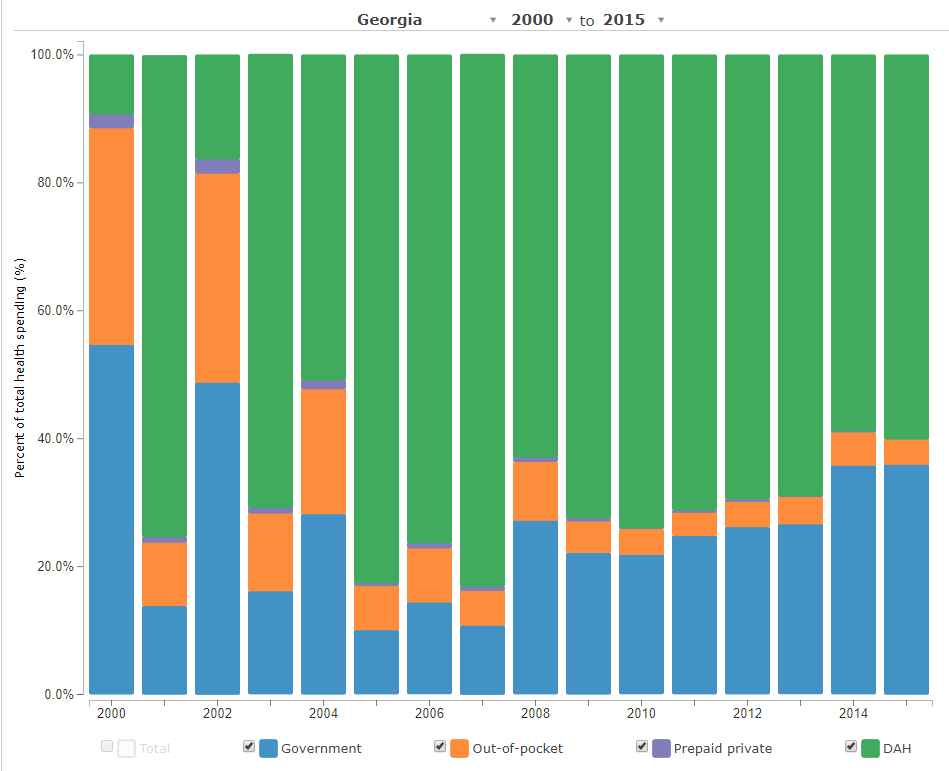 Georgia 2000 to 2015
100.0%
80.0%
60.0%
40.0%
20.0%
0.0%
Percent of total health spending (%)
2000 2002 2004 2006 2008 2010 2012 2014
Total Government Out-of-pocket Prepaid private DAH